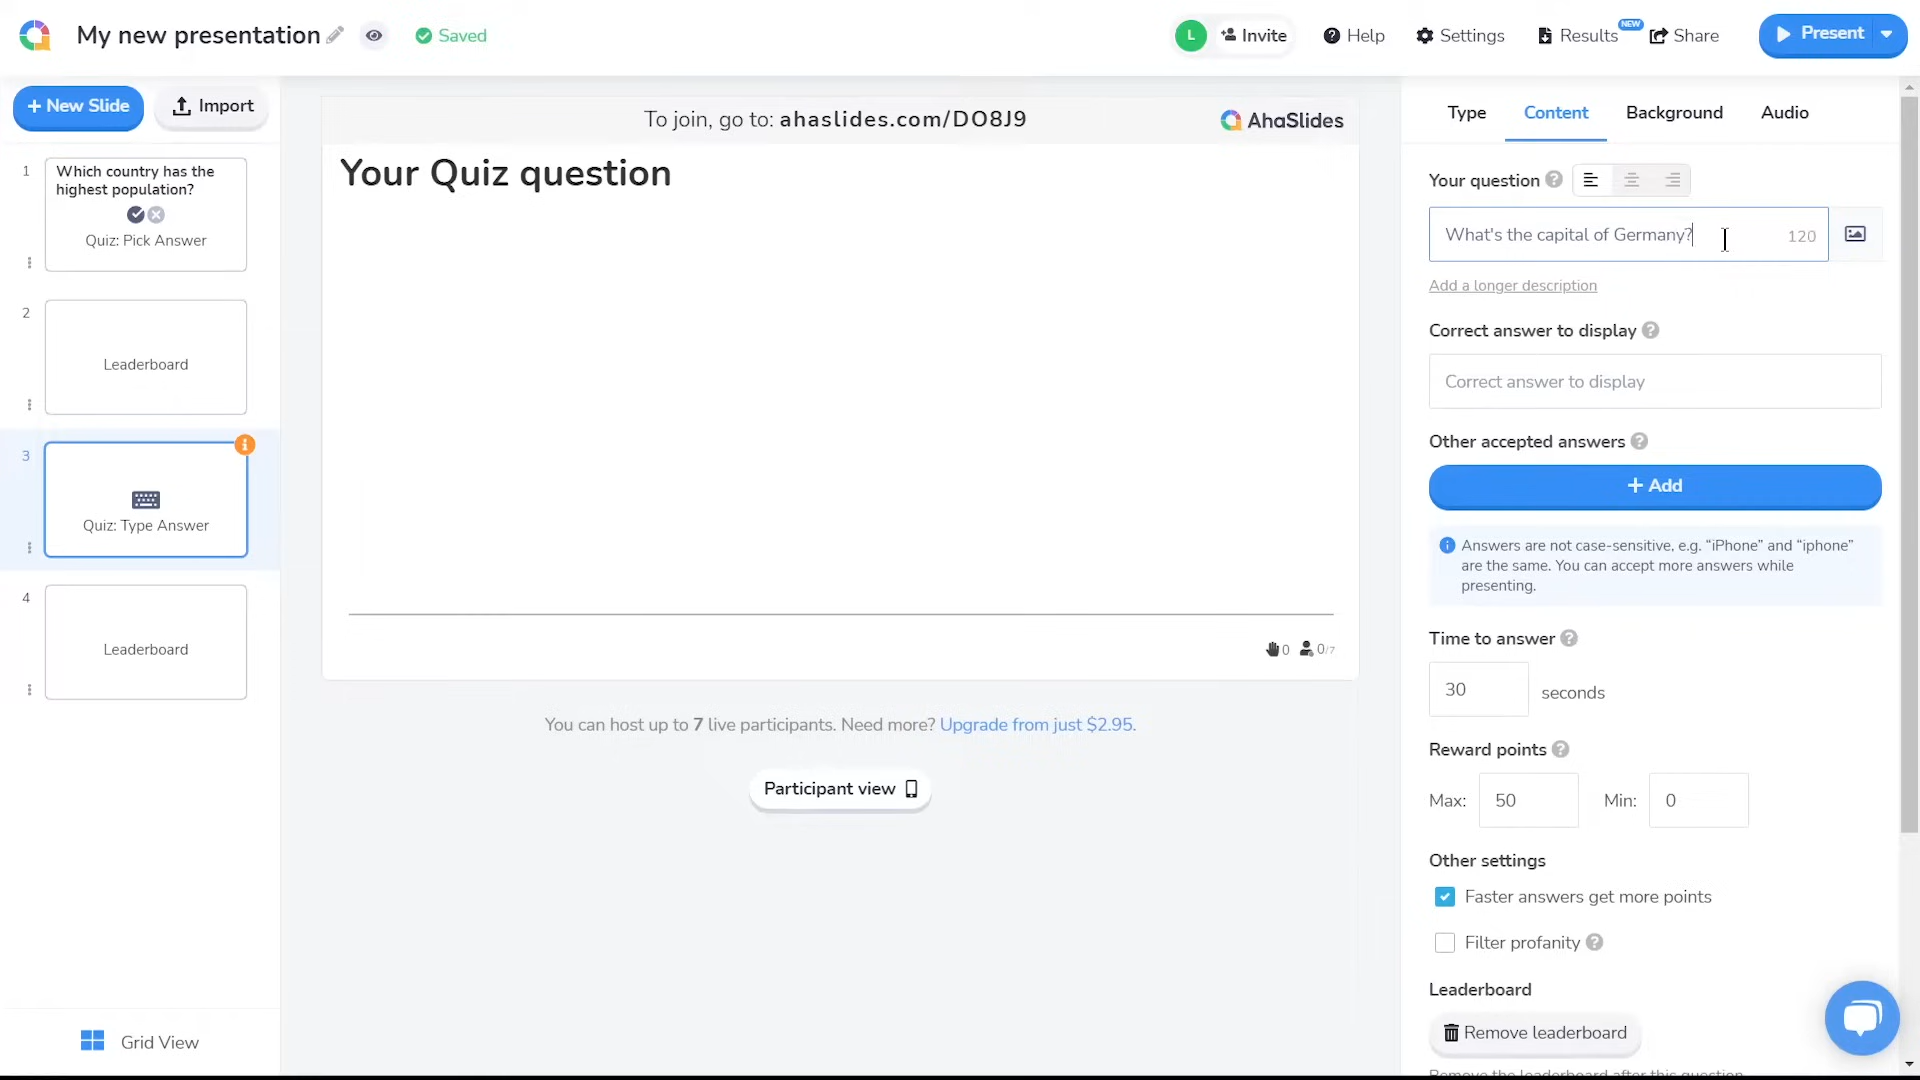 My new presentation
Saved
L
Invite
Help
Settings
Results
NEW
Share
Present
+ New Slide
Import
1
Which country has the
highest population?
Quiz: Pick Answer
2
Leaderboard
3
Quiz: Type Answer
4
Leaderboard
Grid View
To join, go to: ahaslides.com/DO8J9
AhaSlides
Your Quiz question
0
0/7
You can host up to 7 live participants. Need more? Upgrade from just $2.95.
Participant view
Type
Content
Background
Audio
Your question
What's the capital of Germany?
120
Add a longer description
Correct answer to display
Correct answer to display
Other accepted answers
+ Add
Answers are not case-sensitive, e.g. “iPhone” and “iphone”
are the same. You can accept more answers while
presenting.
Time to answer
30
seconds
Reward points
Max:
50
Min:
0
Other settings
Faster answers get more points
Filter profanity
Leaderboard
Remove leaderboard
Remove the leaderboard after this question